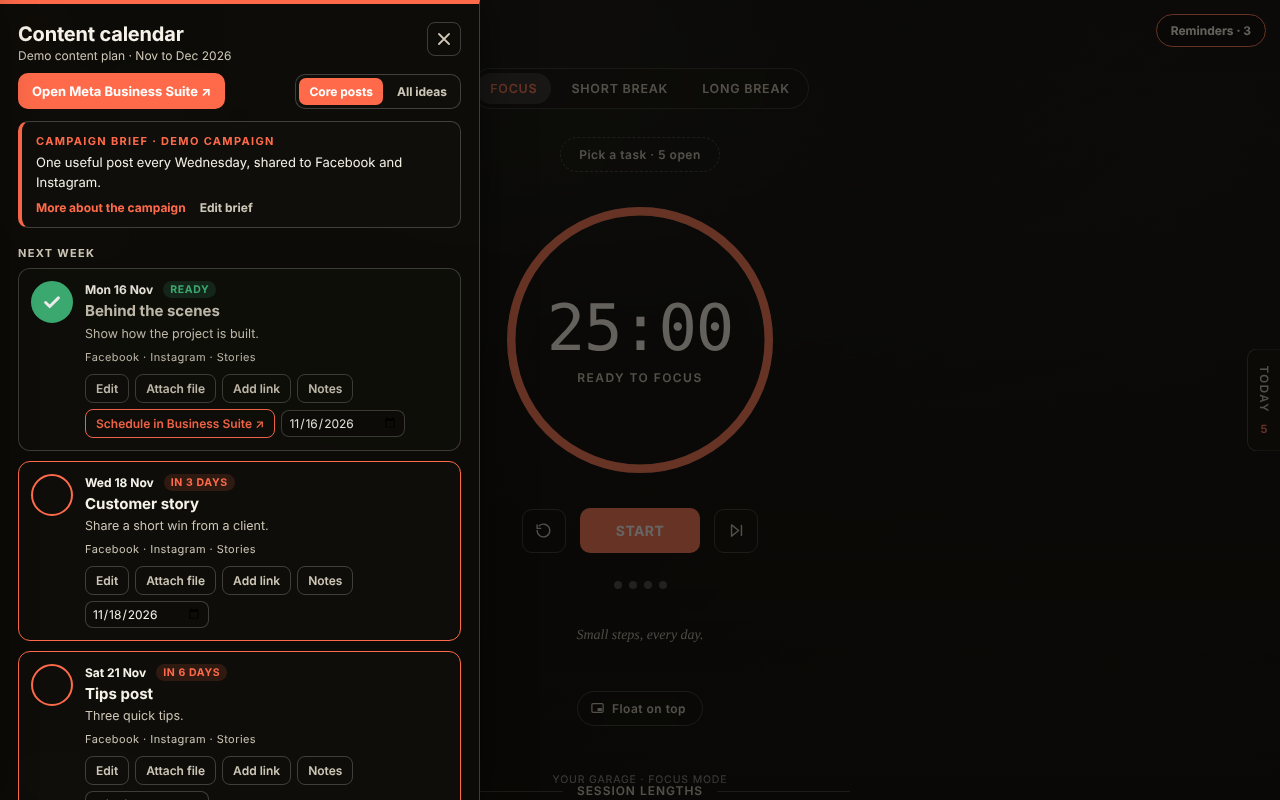 Content calendar
Demo content plan · Nov to Dec 2026
Open Meta Business Suite ↗
Core posts
All ideas
CAMPAIGN BRIEF · DEMO CAMPAIGN
One useful post every Wednesday, shared to Facebook and
Instagram.
More about the campaign
Edit brief
NEXT WEEK
Mon 16 Nov
READY
Behind the scenes
Show how the project is built.
Facebook · Instagram · Stories
Edit
Attach file
Add link
Notes
Schedule in Business Suite ↗
11/16/2026
Wed 18 Nov
IN 3 DAYS
Customer story
Share a short win from a client.
Facebook · Instagram · Stories
Edit
Attach file
Add link
Notes
11/18/2026
Sat 21 Nov
IN 6 DAYS
Tips post
Three quick tips.
Facebook · Instagram · Stories
Edit
Attach file
Add link
Notes
Reminders · 3
FOCUS
SHORT BREAK
LONG BREAK
Pick a task · 5 open
25:00
READY TO FOCUS
START
Small steps, every day.
Float on top
YOUR GARAGE · FOCUS MODE
SESSION LENGTHS
TODAY
5